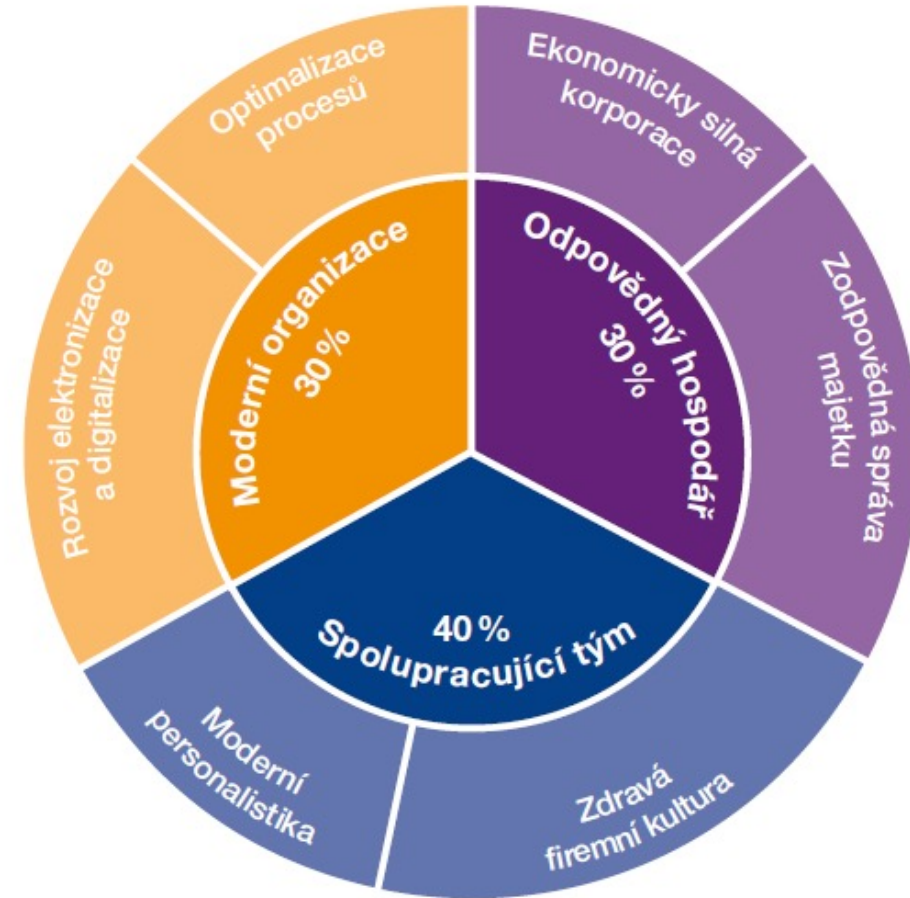 Optimalizace
procesů
Ekonomicky silná
korporace
Rozvoj elektronizace
a digitalizace
Moderní organizace
30 %
Odpovědný hospodář
30 %
Zodpovědná správa
majetku
40 %
Spolupracující tým
Moderní
personalistika
Zdravá
firemní kultura